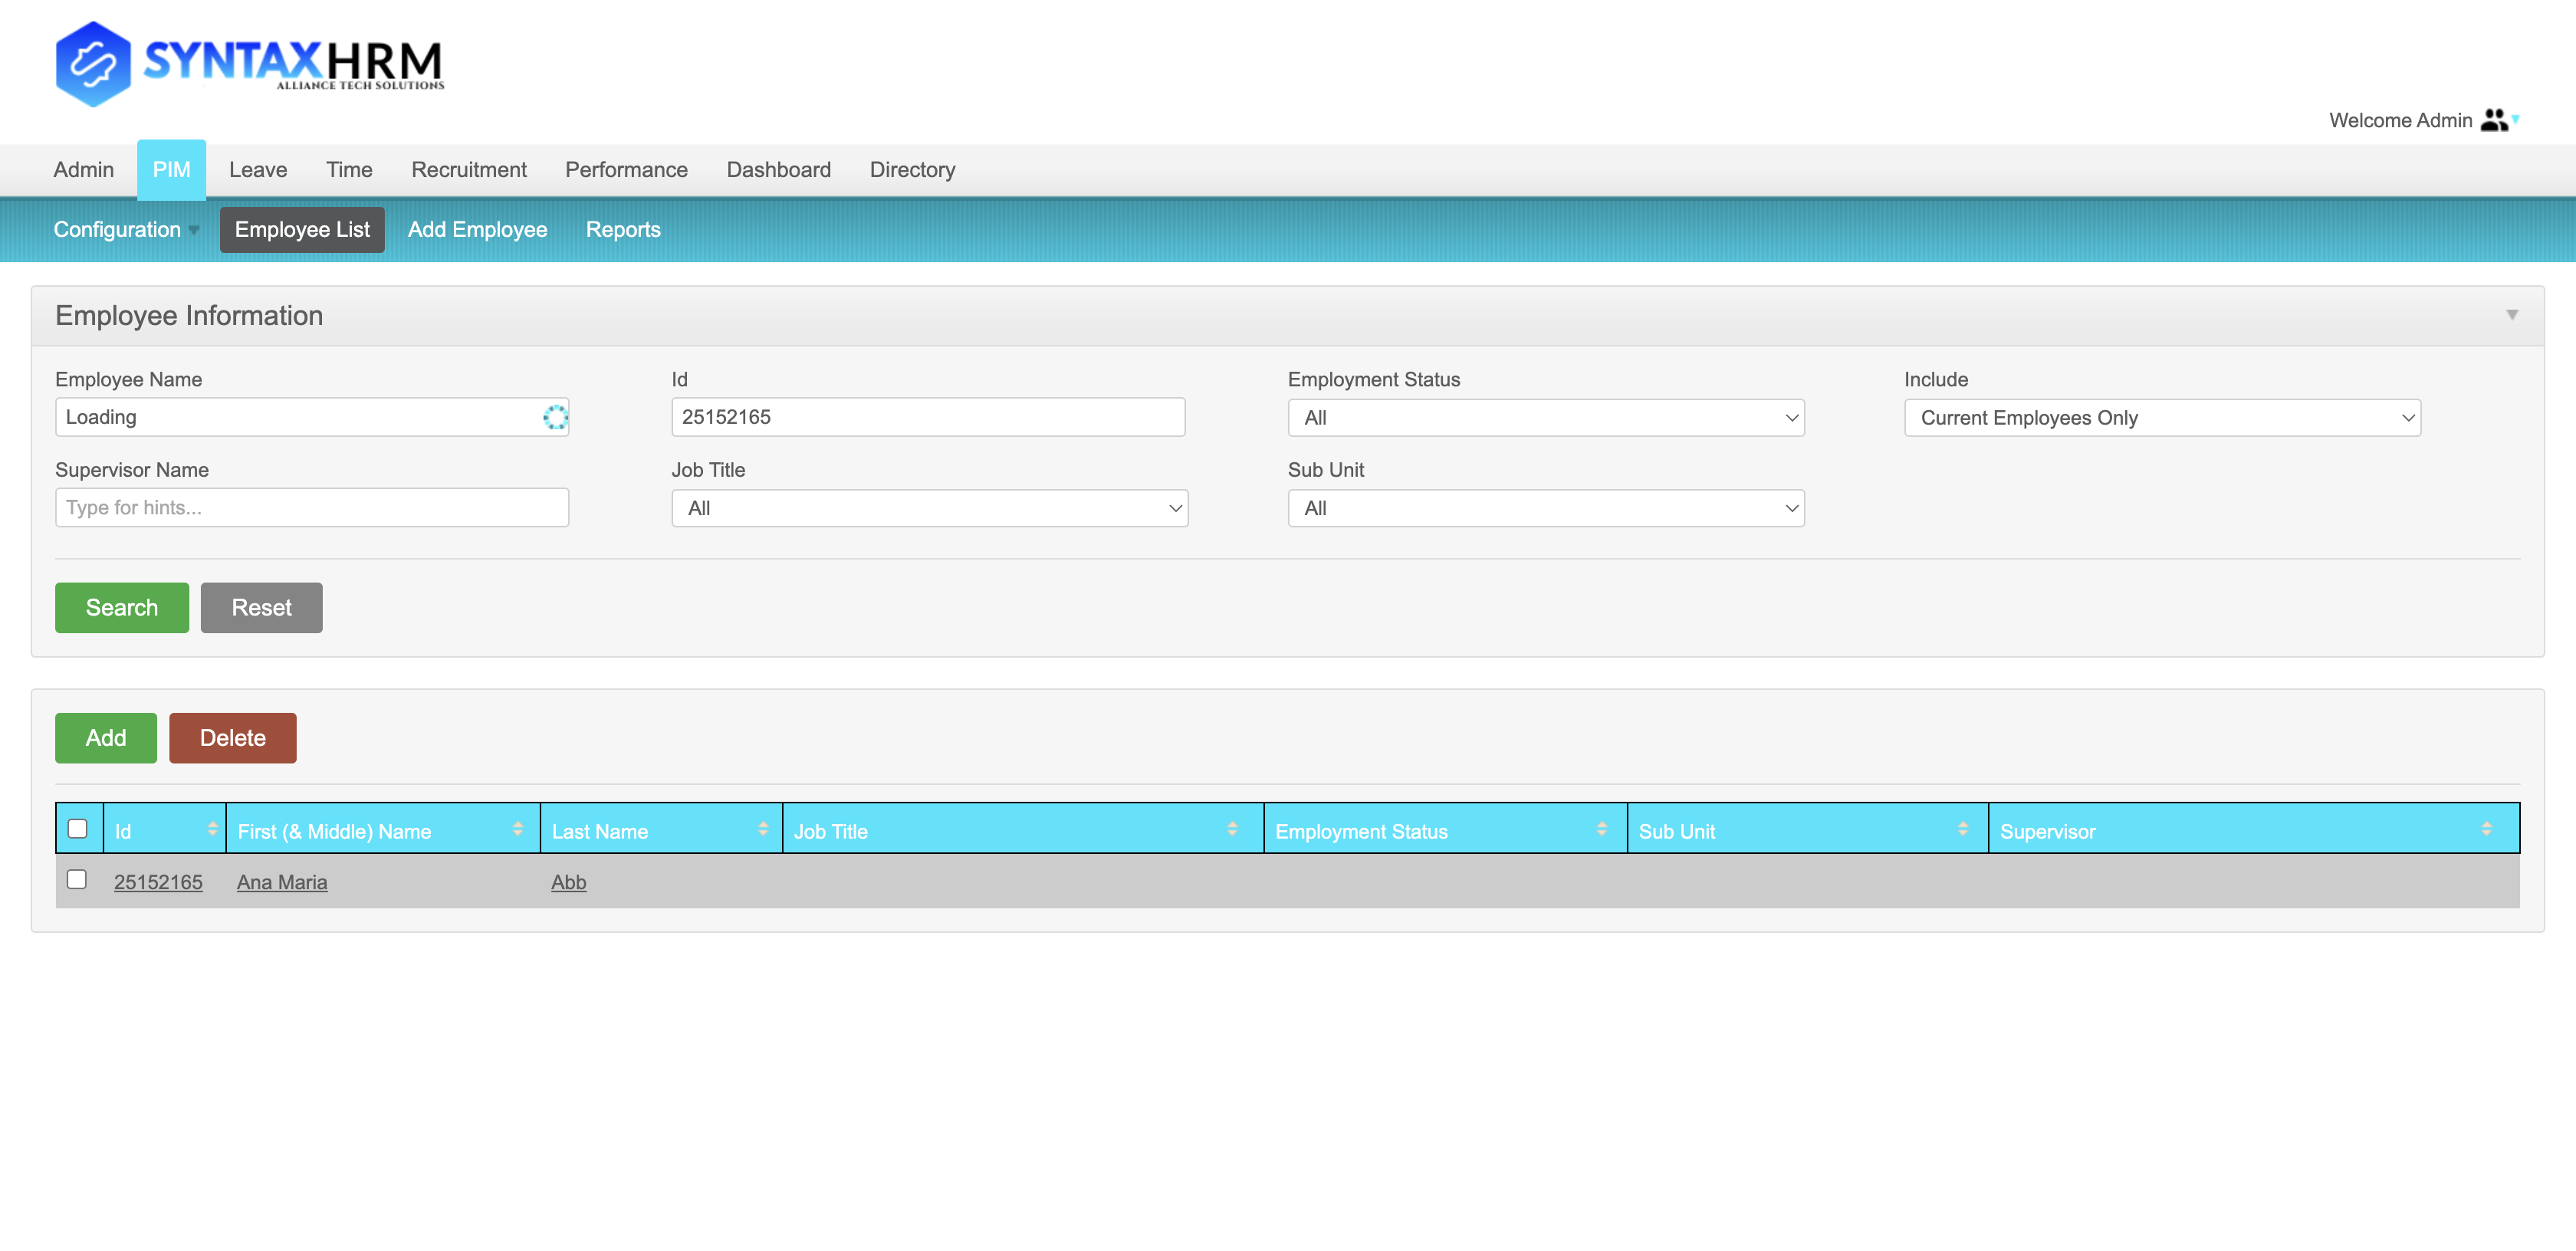 SYNTAXHRM
ALLIANCE TECH SOLUTIONS
Welcome Admin
Admin PIM Leave Time Recruitment Performance Dashboard Directory
Configuration Employee List Add Employee Reports
Employee Information
Employee Name Id Employment Status Include
Loading 25152165 All Current Employees Only
Supervisor Name Job Title Sub Unit
Type for hints... All All
Search Reset
Add Delete
Id First (& Middle) Name Last Name Job Title Employment Status Sub Unit Supervisor
25152165 Ana Maria Abb